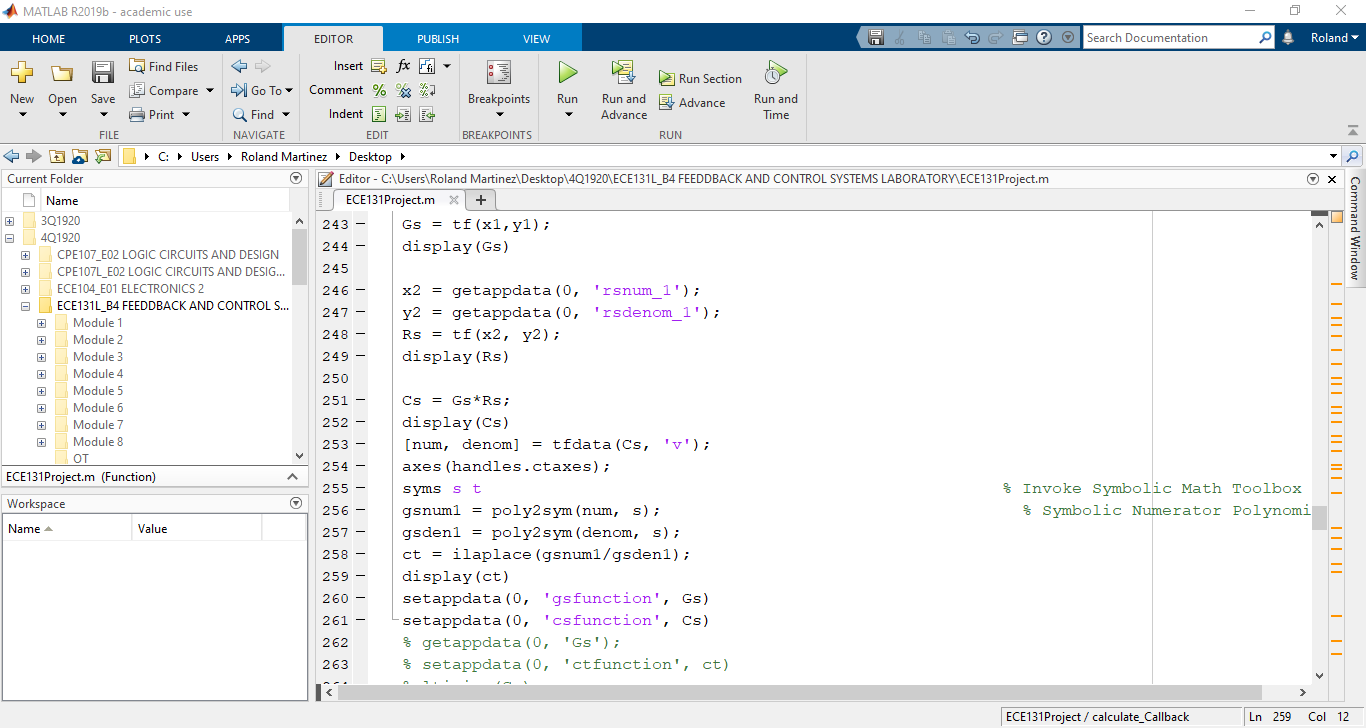 MATLAB R2019b - academic use
HOME PLOTS APPS EDITOR PUBLISH VIEW
Search Documentation
Roland
New
Open
Save
Find Files
Compare
Print
FILE
Go To
Find
NAVIGATE
Insert fx
Comment
Indent
EDIT
Breakpoints
BREAKPOINTS
Run
Run and Advance
Run Section
Advance
Run and Time
RUN
C: Users Roland Martinez Desktop
Current Folder
Name
3Q1920
4Q1920
CPE107_E02 LOGIC CIRCUITS AND DESIGN
CPE107L_E02 LOGIC CIRCUITS AND DESIG...
ECE104_E01 ELECTRONICS 2
ECE131L_B4 FEEDDBACK AND CONTROL S...
Module 1
Module 2
Module 3
Module 4
Module 5
Module 6
Module 7
Module 8
OT
ECE131Project.m (Function)
Workspace
Name Value
Editor - C:\Users\Roland Martinez\Desktop\4Q1920\ECE131L_B4 FEEDDBACK AND CONTROL SYSTEMS LABORATORY\ECE131Project.m
ECE131Project.m
Command Window
243 – Gs = tf(x1,y1);
244 – display(Gs)
245
246 – x2 = getappdata(0, 'rsnum_1');
247 – y2 = getappdata(0, 'rsdenom_1');
248 – Rs = tf(x2, y2);
249 – display(Rs)
250
251 – Cs = Gs*Rs;
252 – display(Cs)
253 – [num, denom] = tfdata(Cs, 'v');
254 – axes(handles.ctaxes);
255 – syms s t % Invoke Symbolic Math Toolbox
256 – gsnum1 = poly2sym(num, s); % Symbolic Numerator Polynomi
257 – gsden1 = poly2sym(denom, s);
258 – ct = ilaplace(gsnum1/gsden1);
259 – display(ct)
260 – setappdata(0, 'gsfunction', Gs)
261 – setappdata(0, 'csfunction', Cs)
262 % getappdata(0, 'Gs');
263 % setappdata(0, 'ctfunction', ct)
ECE131Project / calculate_Callback
Ln 259 Col 12